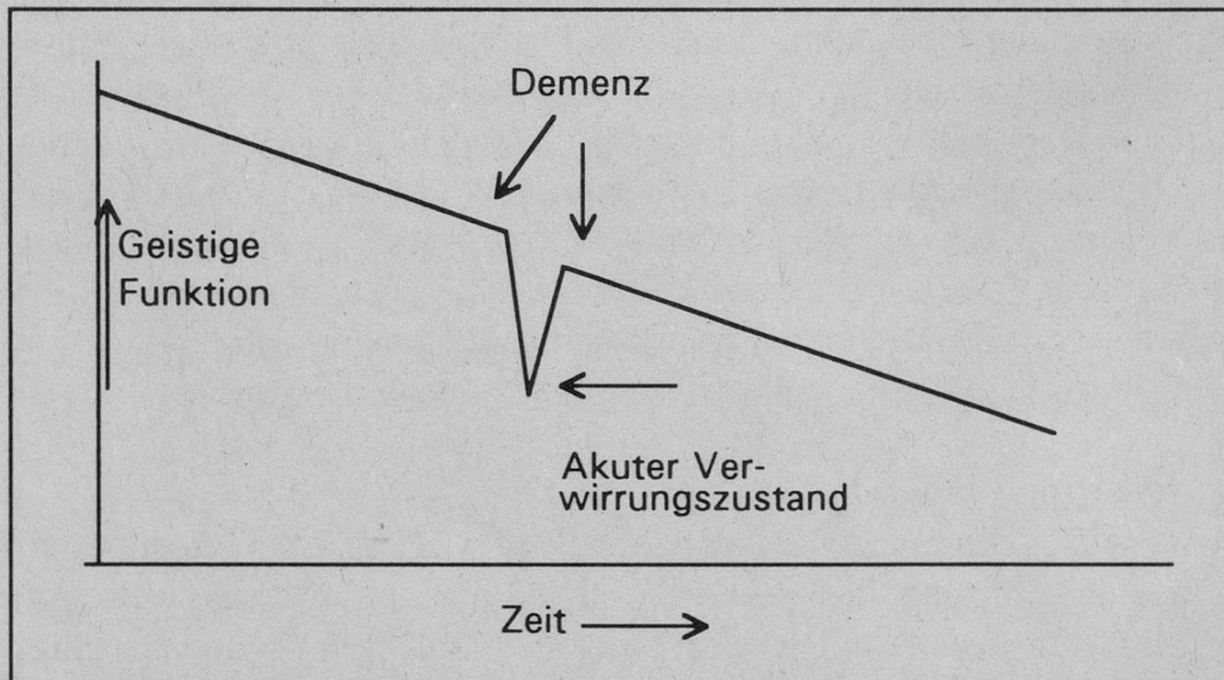 Demenz
Geistige
Funktion
Akuter Ver-
wirrungszustand
Zeit